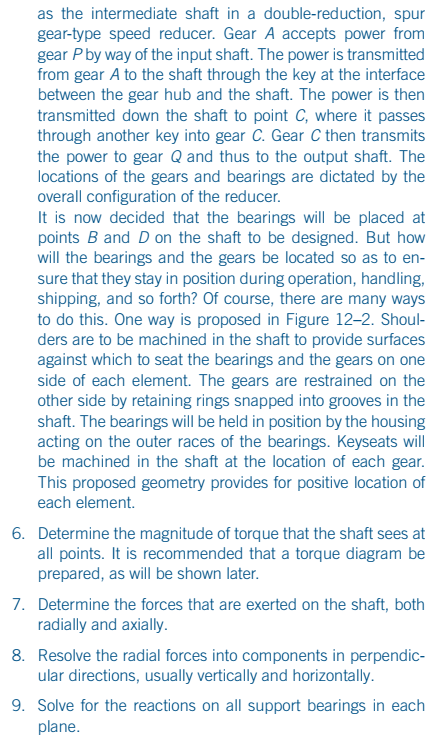 as the intermediate shaft in a double-reduction, spur
gear-type speed reducer. Gear A accepts power from
gear P by way of the input shaft. The power is transmitted
from gear A to the shaft through the key at the interface
between the gear hub and the shaft. The power is then
transmitted down the shaft to point C, where it passes
through another key into gear C. Gear C then transmits
the power to gear Q and thus to the output shaft. The
locations of the gears and bearings are dictated by the
overall configuration of the reducer.
It is now decided that the bearings will be placed at
points B and D on the shaft to be designed. But how
will the bearings and the gears be located so as to en-
sure that they stay in position during operation, handling,
shipping, and so forth? Of course, there are many ways
to do this. One way is proposed in Figure 12–2. Shoul-
ders are to be machined in the shaft to provide surfaces
against which to seat the bearings and the gears on one
side of each element. The gears are restrained on the
other side by retaining rings snapped into grooves in the
shaft. The bearings will be held in position by the housing
acting on the outer races of the bearings. Keyseats will
be machined in the shaft at the location of each gear.
This proposed geometry provides for positive location of
each element.
6. Determine the magnitude of torque that the shaft sees at
all points. It is recommended that a torque diagram be
prepared, as will be shown later.
7. Determine the forces that are exerted on the shaft, both
radially and axially.
8. Resolve the radial forces into components in perpendic-
ular directions, usually vertically and horizontally.
9. Solve for the reactions on all support bearings in each
plane.